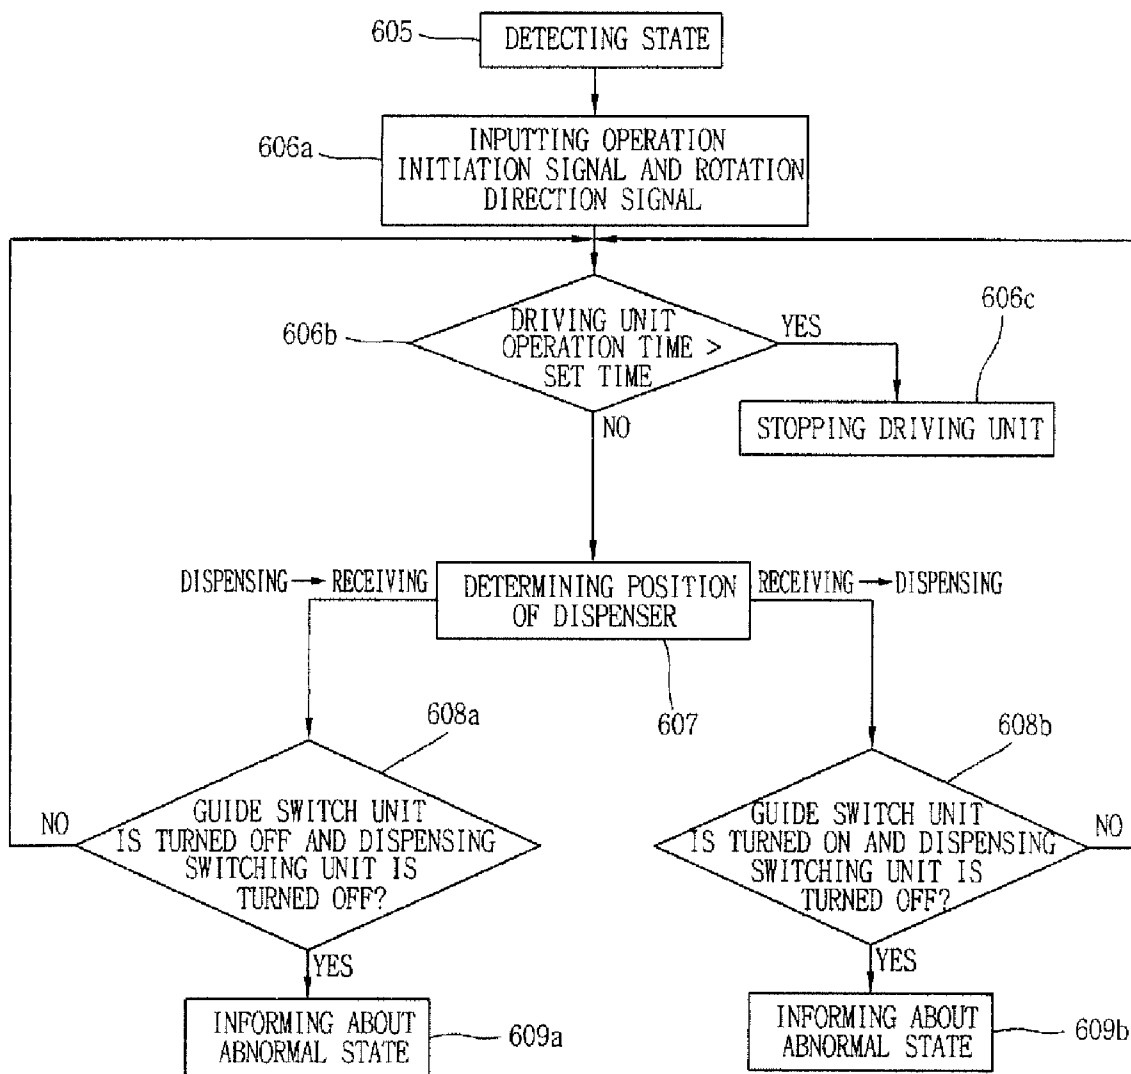 605
DETECTING STATE
606a
INPUTTING OPERATION
INITIATION SIGNAL AND ROTATION
DIRECTION SIGNAL
606b
DRIVING UNIT
OPERATION TIME >
SET TIME
YES
606c
STOPPING DRIVING UNIT
NO
DISPENSING → RECEIVING
DETERMINING POSITION
OF DISPENSER
RECEIVING → DISPENSING
607
608a
GUIDE SWITCH UNIT
IS TURNED OFF AND DISPENSING
SWITCHING UNIT IS
TURNED OFF?
NO
608b
GUIDE SWITCH UNIT
IS TURNED ON AND DISPENSING
SWITCHING UNIT IS
TURNED OFF?
NO
YES
INFORMING ABOUT
ABNORMAL STATE
609a
YES
INFORMING ABOUT
ABNORMAL STATE
609b